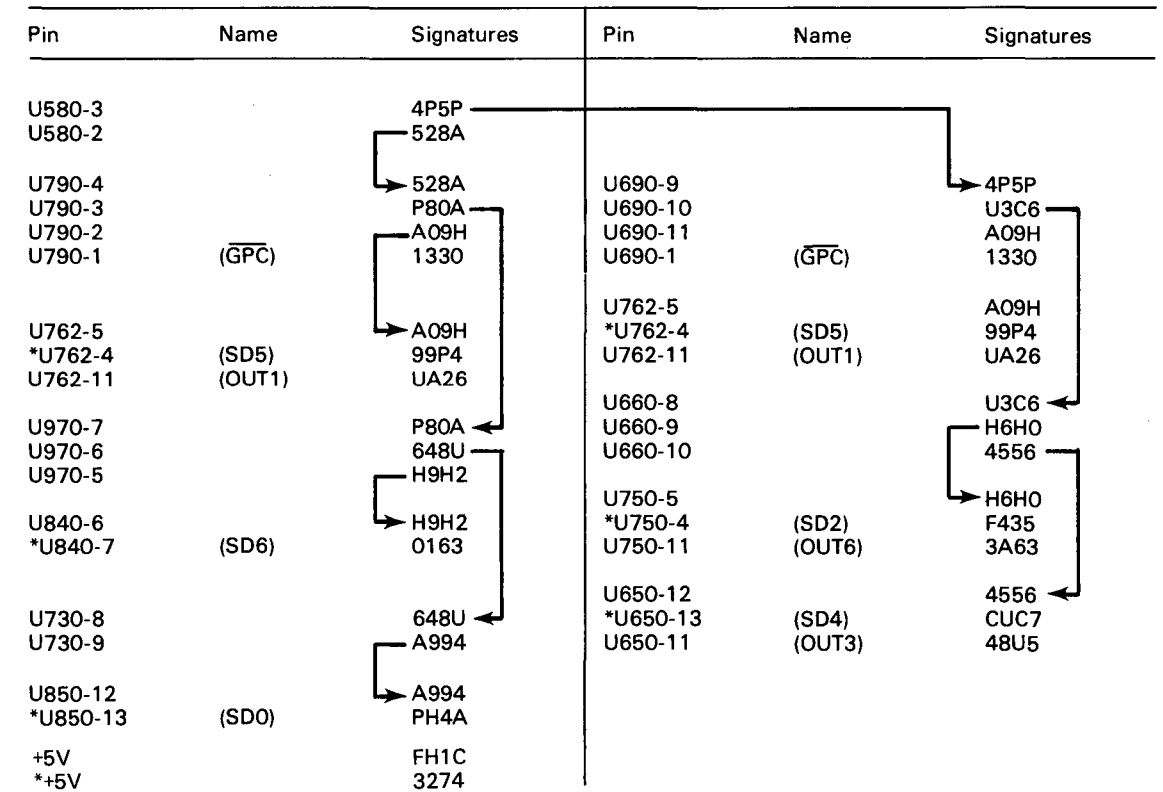 Pin Name Signatures
U580-3 4P5P
U580-2 528A
U790-4 528A
U790-3 P80A
U790-2 A09H
U790-1 (GPC) 1330
U762-5 A09H
*U762-4 (SD5) 99P4
U762-11 (OUT1) UA26
U970-7 P80A
U970-6 648U
U970-5 H9H2
U840-6 H9H2
*U840-7 (SD6) 0163
U730-8 648U
U730-9 A994
U850-12 A994
*U850-13 (SD0) PH4A
+5V FH1C
*+5V 3274
Pin Name Signatures
U690-9 4P5P
U690-10 U3C6
U690-11 A09H
U690-1 (GPC) 1330
U762-5 A09H
*U762-4 (SD5) 99P4
U762-11 (OUT1) UA26
U660-8 U3C6
U660-9 H6H0
U660-10 4556
U750-5 H6H0
*U750-4 (SD2) F435
U750-11 (OUT6) 3A63
U650-12 4556
*U650-13 (SD4) CUC7
U650-11 (OUT3) 48U5